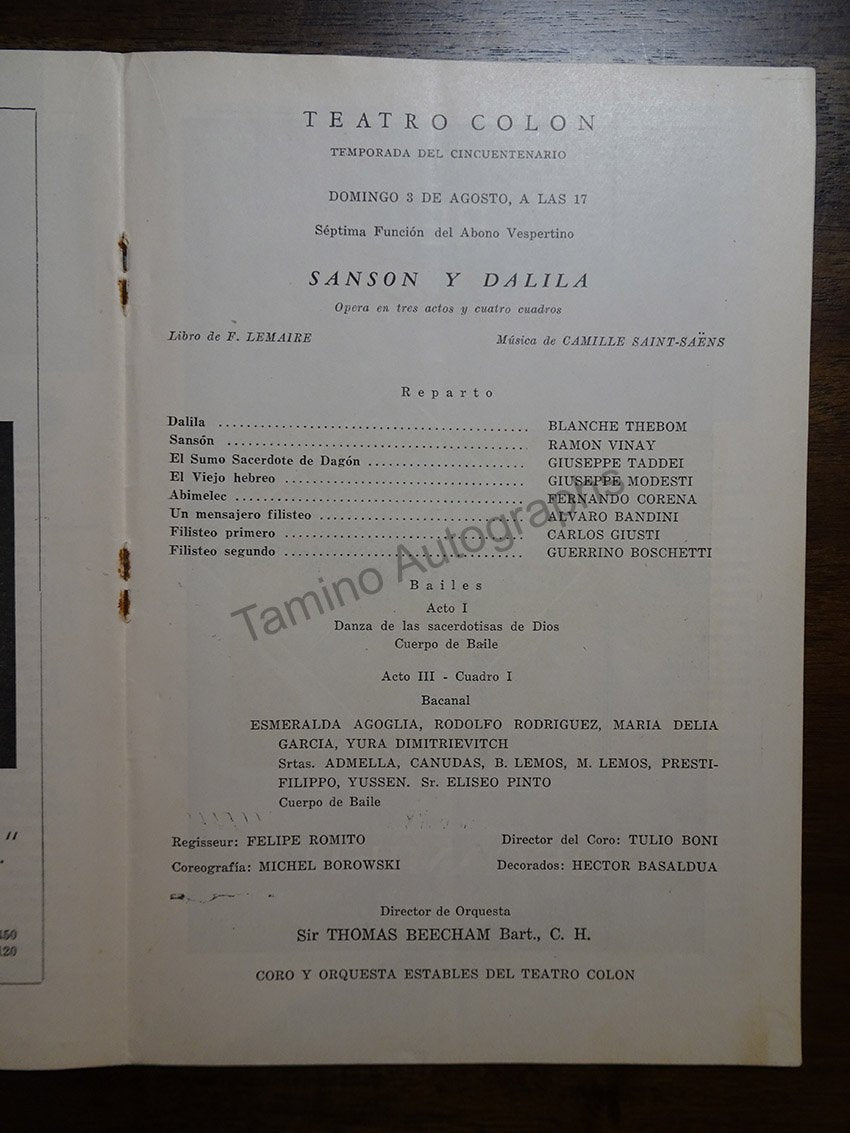 TEATRO COLON
TEMPORADA DEL CINCUENTENARIO
DOMINGO 3 DE AGOSTO, A LAS 17
Séptima Función del Abono Vespertino
SANSON Y DALILA
Opera en tres actos y cuatro cuadros
Libro de F. LEMAIRE
Música de CAMILLE SAINT-SAËNS
Reparto
Dalila ........................................... BLANCHE THEBOM
Sansón .......................................... RAMON VINAY
El Sumo Sacerdote de Dagón ...................... GIUSEPPE TADDEI
El Viejo hebreo .................................. GIUSEPPE MODESTI
Abimelec ......................................... FERNANDO CORENA
Un mensajero filisteo ............................. ALVARO BANDINI
Filisteo primero .................................. CARLOS GIUSTI
Filisteo segundo .................................. GUERRINO BOSCHETTI
Tamino Autographs
Bailes
Acto I
Danza de las sacerdotisas de Dios
Cuerpo de Baile
Acto III - Cuadro I
Bacanal
ESMERALDA AGOGLIA, RODOLFO RODRIGUEZ, MARIA DELIA
GARCIA, YURA DIMITRIEVITCH
Srtas. ADMELLA, CANUDAS, B. LEMOS, M. LEMOS, PRESTI-
FILIPPO, YUSSEN. Sr. ELISEO PINTO
Cuerpo de Baile
Regisseur: FELIPE ROMITO
Director del Coro: TULIO BONI
Coreografía: MICHEL BOROWSKI
Decorados: HECTOR BASALDUA
Director de Orquesta
Sir THOMAS BEECHAM Bart., C. H.
CORO Y ORQUESTA ESTABLES DEL TEATRO COLON
150
120